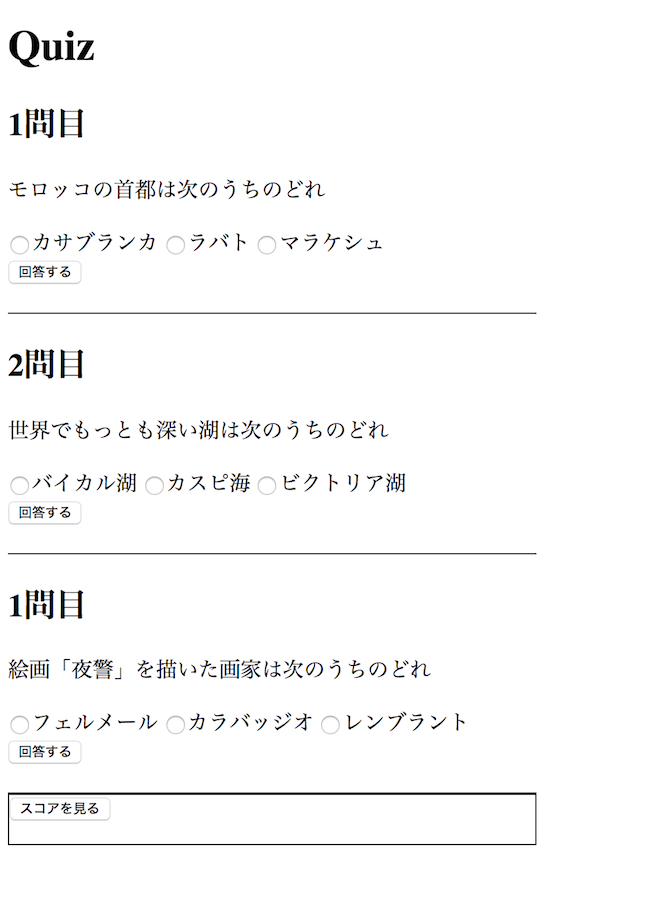 Quiz
1問目
モロッコの首都は次のうちのどれ
カサブランカ ラバト マラケシュ
回答する
2問目
世界でもっとも深い湖は次のうちのどれ
バイカル湖 カスピ海 ビクトリア湖
回答する
1問目
絵画「夜警」を描いた画家は次のうちのどれ
フェルメール カラバッジオ レンブラント
回答する
スコアを見る